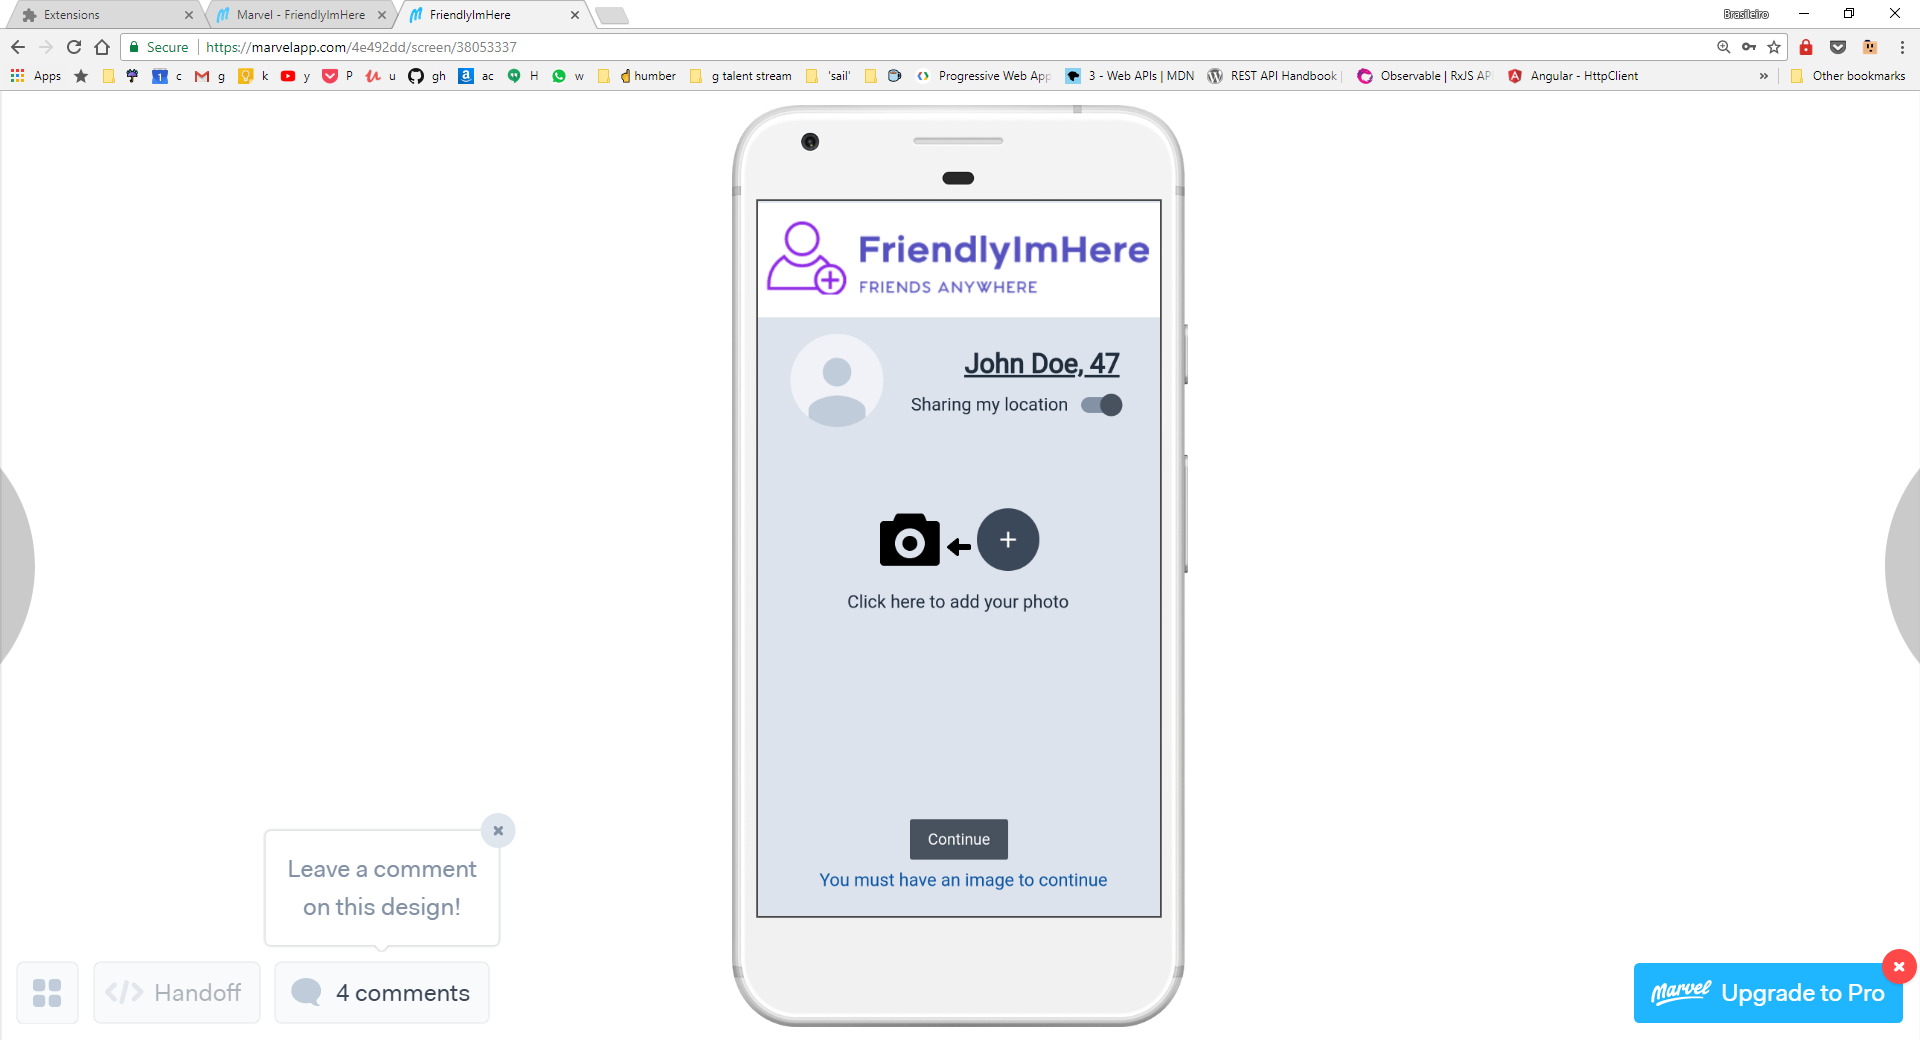 Extensions
Marvel - FriendlyImHere
FriendlyImHere
Brasileiro
Secure
https://marvelapp.com/4e492dd/screen/38053337
Apps
c
g
k
y
P
u
gh
ac
H
w
humber
g talent stream
'sail'
Progressive Web App
3 - Web APIs | MDN
REST API Handbook
Observable | RxJS API
Angular - HttpClient
»
Other bookmarks
FriendlyImHere
FRIENDS ANYWHERE
John Doe, 47
Sharing my location
Click here to add your photo
Continue
You must have an image to continue
Leave a comment
on this design!
Handoff
4 comments
Marvel Upgrade to Pro